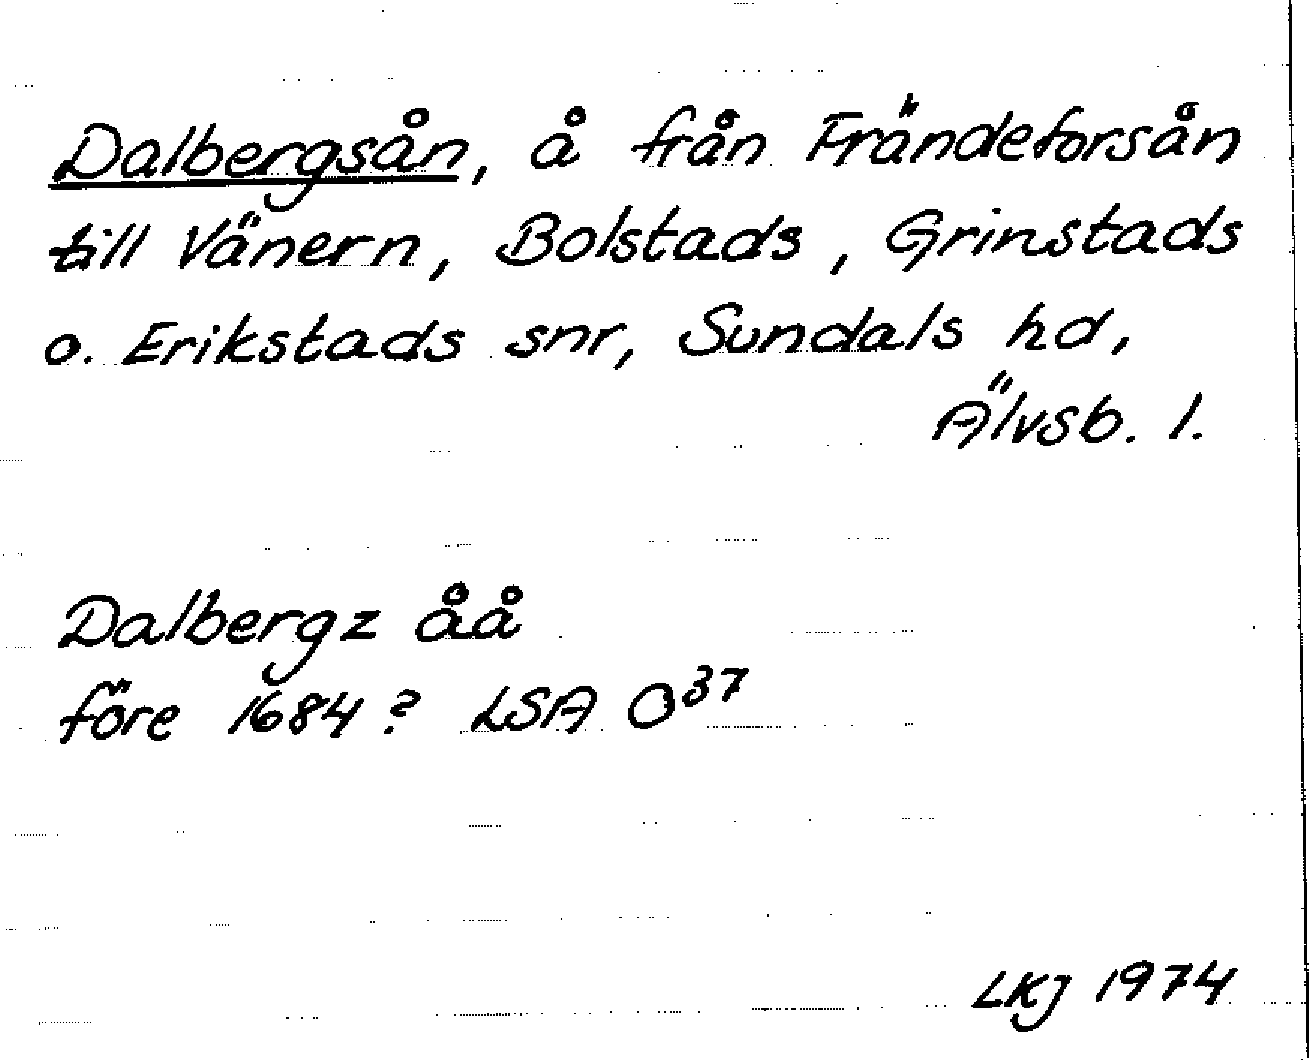 Dalbergsån, å från Frändeforsån
till Vänern, Bolstads, Grinstads
o. Erikstads snr, Sundals hd,
Älvsb. l.
Dalbergz åå
före 1684? LSA O³⁷
LKJ 1974